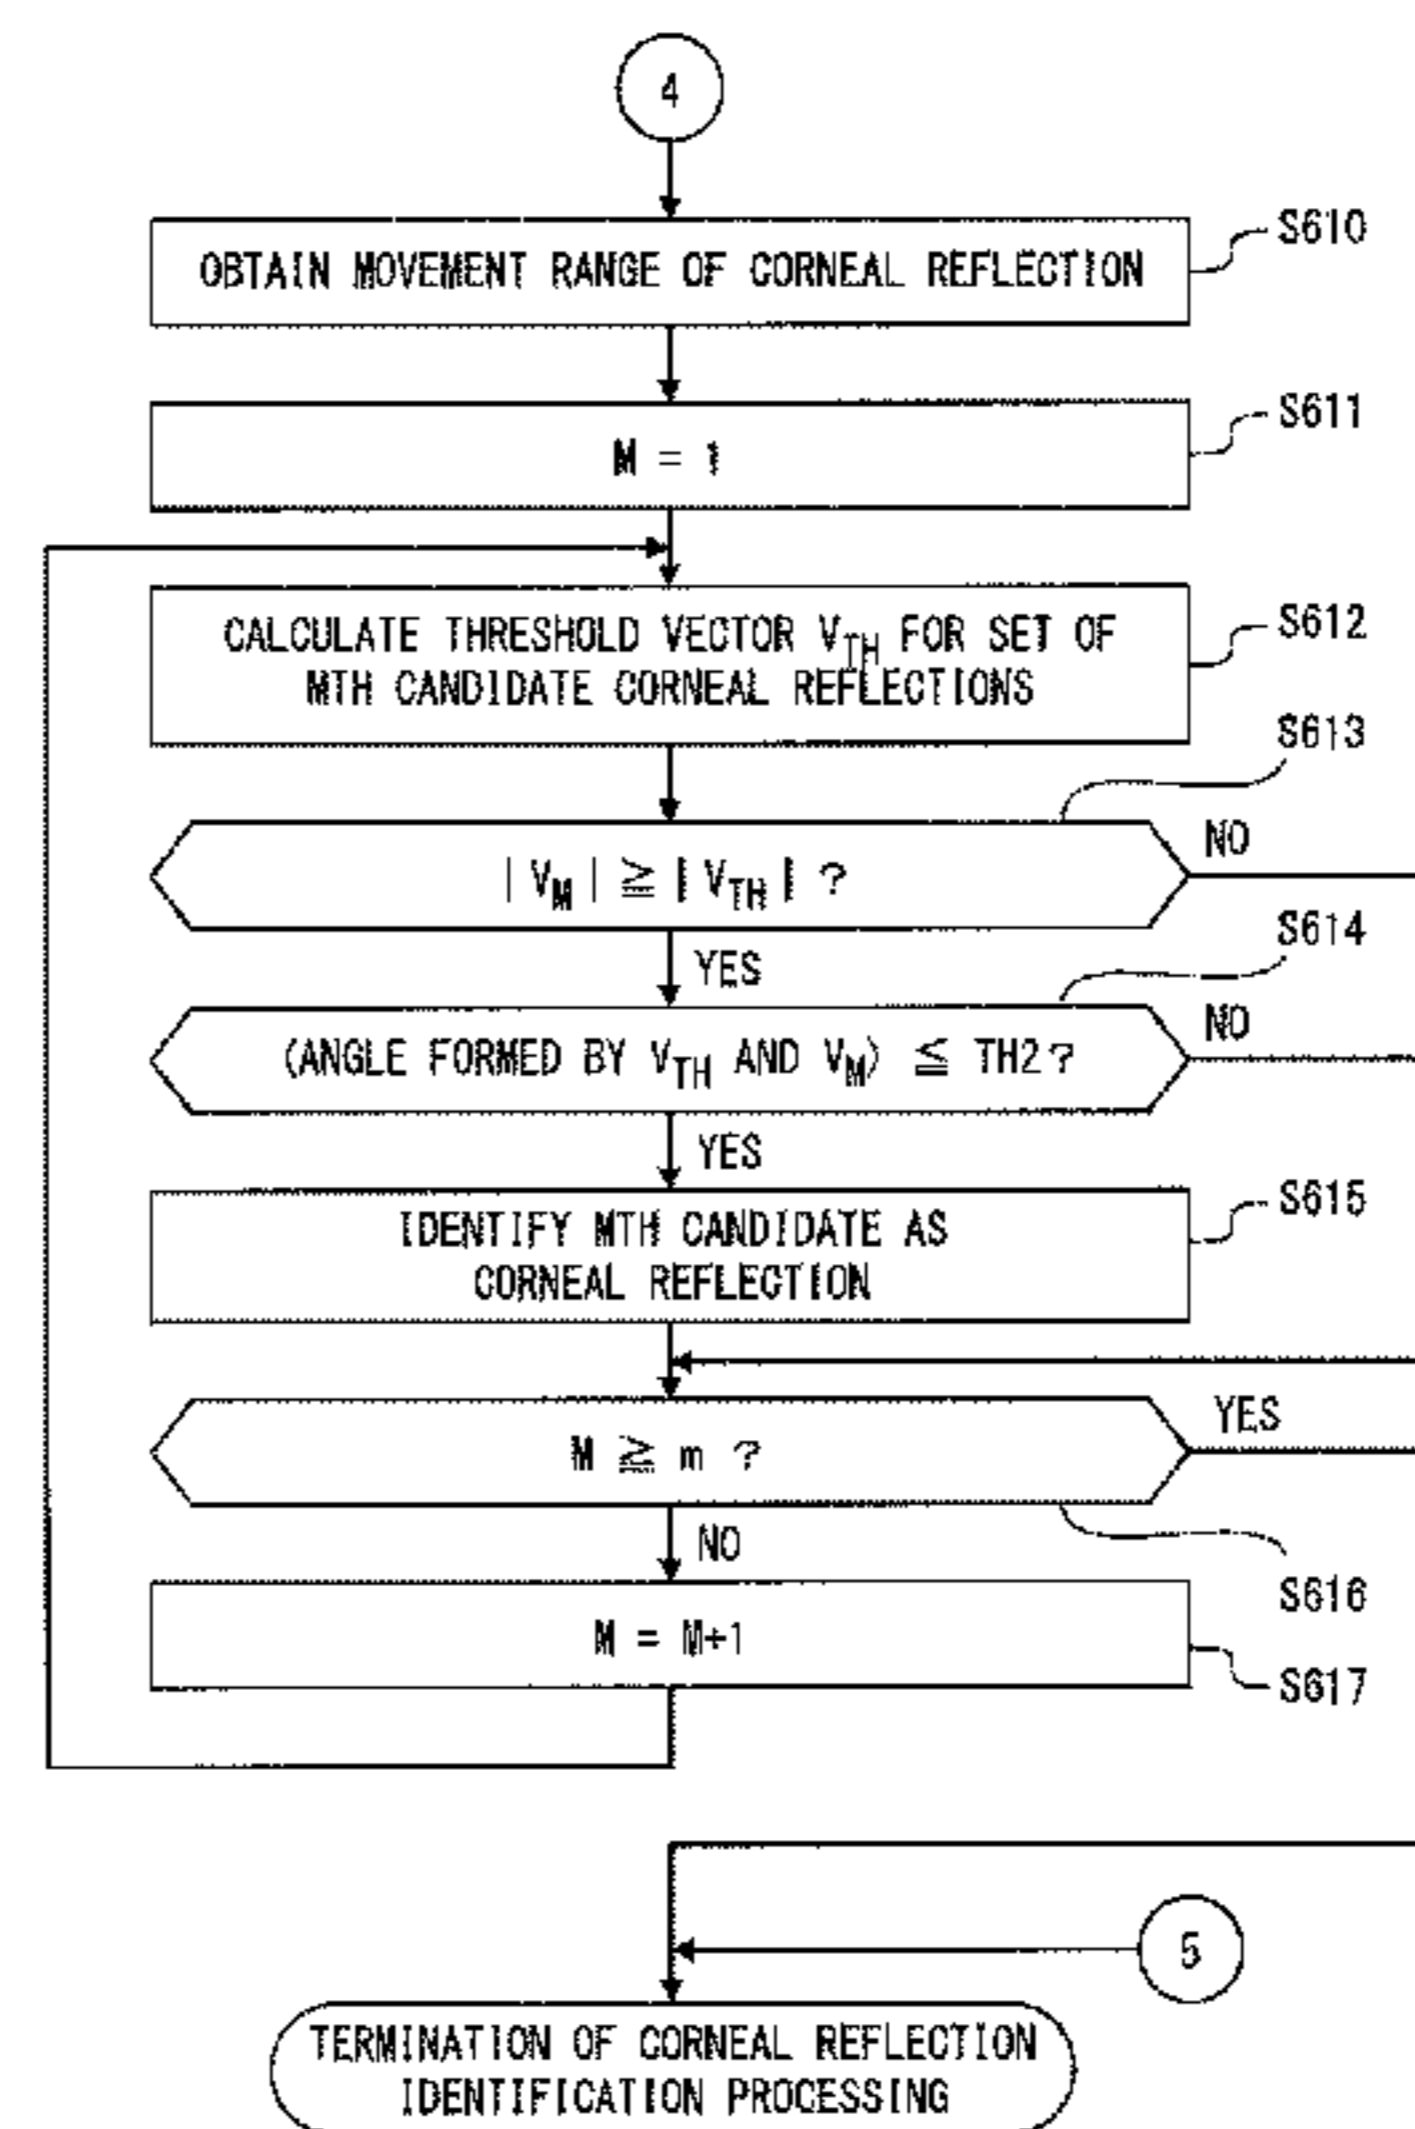 4
OBTAIN MOVEMENT RANGE OF CORNEAL REFLECTION
S610
M = 1
S611
CALCULATE THRESHOLD VECTOR VTH FOR SET OF
MTH CANDIDATE CORNEAL REFLECTIONS
S612
S613
| VM | ≧ | VTH | ?
NO
YES
S614
(ANGLE FORMED BY VTH AND VM) ≦ TH2?
NO
YES
IDENTIFY MTH CANDIDATE AS
CORNEAL REFLECTION
S615
M ≧ m ?
YES
NO
S616
M = M+1
S617
5
TERMINATION OF CORNEAL REFLECTION
IDENTIFICATION PROCESSING